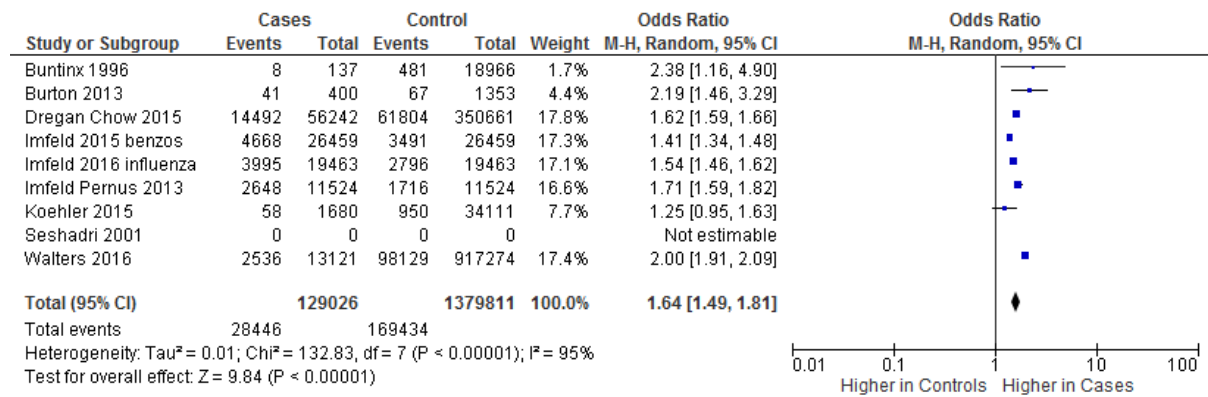 Cases Control Odds Ratio Odds Ratio
Study or Subgroup Events Total Events Total Weight M-H, Random, 95% CI M-H, Random, 95% CI
Buntinx 1996 8 137 481 18966 1.7% 2.38 [1.16, 4.90]
Burton 2013 41 400 67 1353 4.4% 2.19 [1.46, 3.29]
Dregan Chow 2015 14492 56242 61804 350661 17.8% 1.62 [1.59, 1.66]
Imfeld 2015 benzos 4668 26459 3491 26459 17.3% 1.41 [1.34, 1.48]
Imfeld 2016 influenza 3995 19463 2796 19463 17.1% 1.54 [1.46, 1.62]
Imfeld Pernus 2013 2648 11524 1716 11524 16.6% 1.71 [1.59, 1.82]
Koehler 2015 58 1680 950 34111 7.7% 1.25 [0.95, 1.63]
Seshadri 2001 0 0 0 0 Not estimable
Walters 2016 2536 13121 98129 917274 17.4% 2.00 [1.91, 2.09]
Total (95% CI) 129026 1379811 100.0% 1.64 [1.49, 1.81]
Total events 28446 169434
Heterogeneity: Tau² = 0.01; Chi² = 132.83, df = 7 (P < 0.00001); I² = 95%
Test for overall effect: Z = 9.84 (P < 0.00001)
0.01 0.1 1 10 100
Higher in Controls Higher in Cases